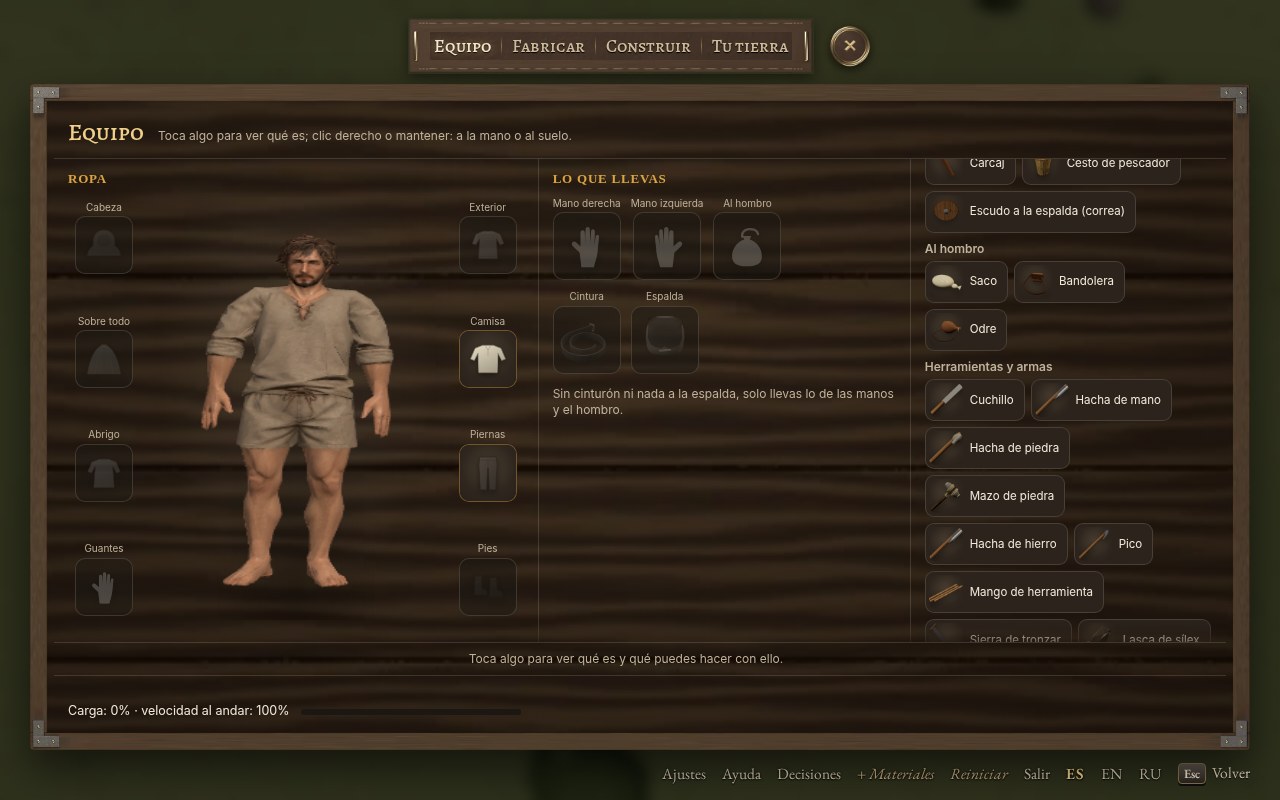 Equipo Fabricar Construir Tu tierra
Equipo Toca algo para ver qué es; clic derecho o mantener: a la mano o al suelo.
ROPA
Cabeza
Exterior
Sobre todo
Camisa
Abrigo
Piernas
Guantes
Pies
LO QUE LLEVAS
Mano derecha Mano izquierda Al hombro
Cintura Espalda
Sin cinturón ni nada a la espalda, solo llevas lo de las manos
y el hombro.
Carcaj Cesto de pescador
Escudo a la espalda (correa)
Al hombro
Saco Bandolera
Odre
Herramientas y armas
Cuchillo Hacha de mano
Hacha de piedra
Mazo de piedra
Hacha de hierro Pico
Mango de herramienta
Sierra de tronzar Lasca de sílex
Toca algo para ver qué es y qué puedes hacer con ello.
Carga: 0% · velocidad al andar: 100%
Ajustes Ayuda Decisiones + Materiales Reiniciar Salir ES EN RU Esc Volver